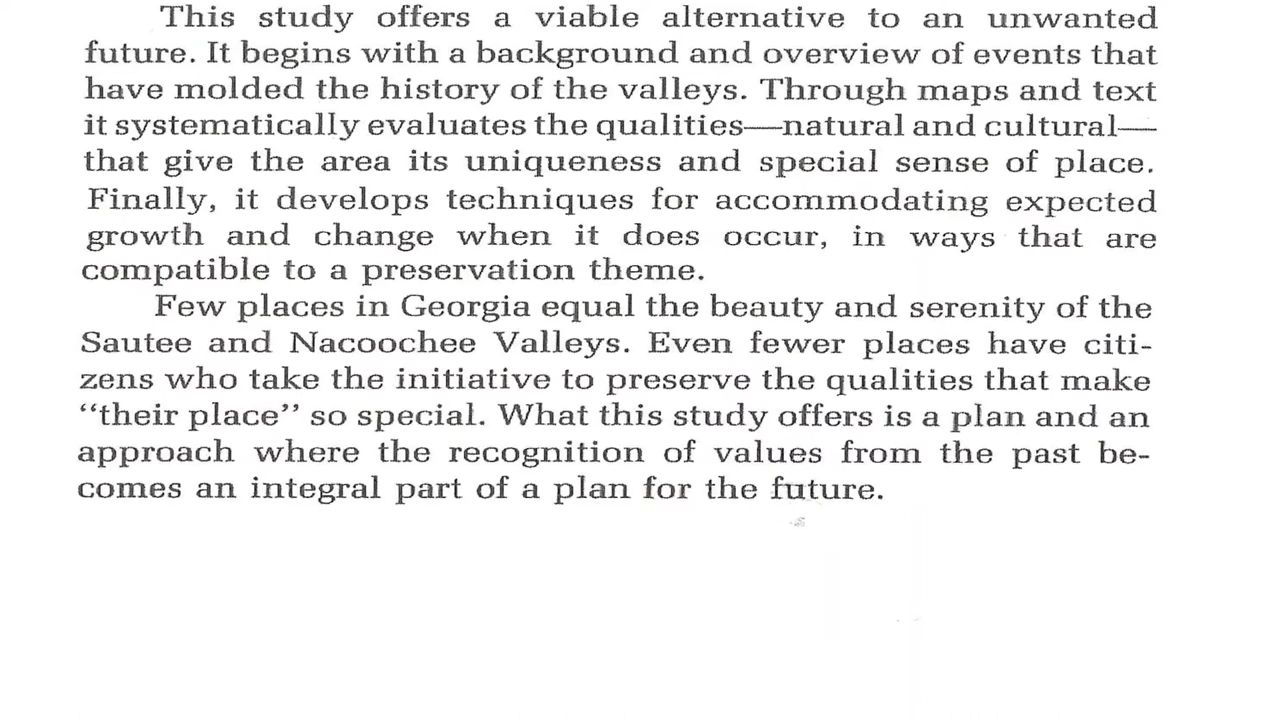 This study offers a viable alternative to an unwanted
future. It begins with a background and overview of events that
have molded the history of the valleys. Through maps and text
it systematically evaluates the qualities—natural and cultural—
that give the area its uniqueness and special sense of place.
Finally, it develops techniques for accommodating expected
growth and change when it does occur, in ways that are
compatible to a preservation theme.
Few places in Georgia equal the beauty and serenity of the
Sautee and Nacoochee Valleys. Even fewer places have citi-
zens who take the initiative to preserve the qualities that make
“their place” so special. What this study offers is a plan and an
approach where the recognition of values from the past be-
comes an integral part of a plan for the future.